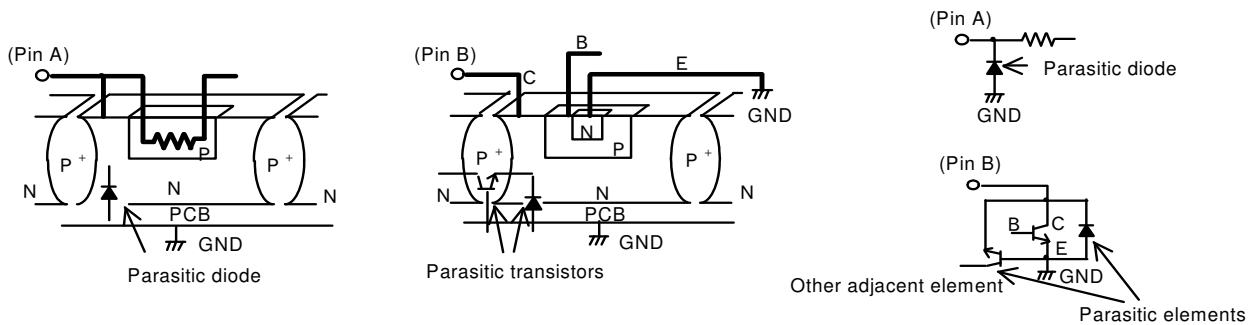 (Pin A)
P
P +
P +
N
N
N
PCB
GND
Parasitic diode
(Pin B)
B
C
E
GND
N
P
P +
P +
N
N
N
PCB
GND
Parasitic transistors
(Pin A)
Parasitic diode
GND
(Pin B)
B
C
E
GND
Other adjacent element
Parasitic elements